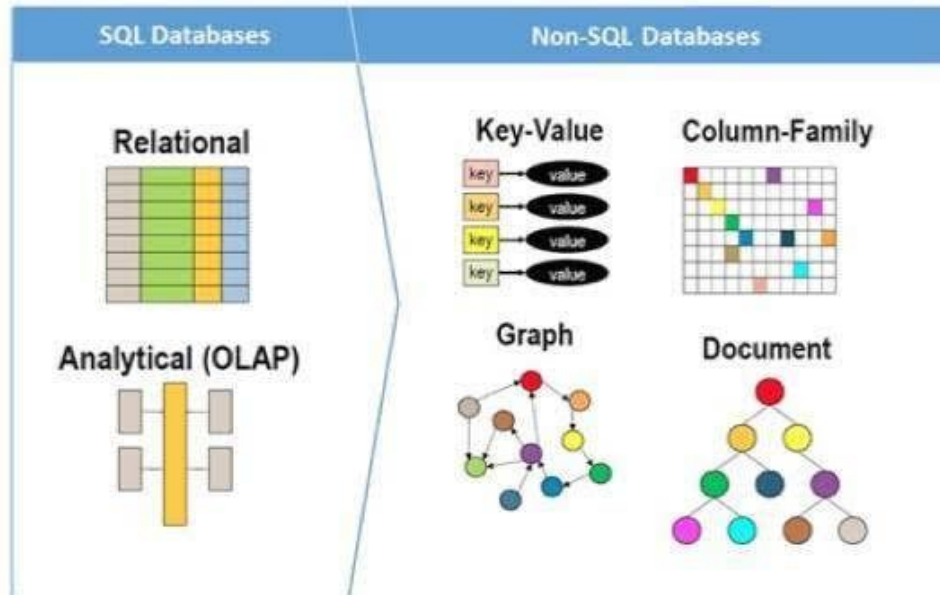 SQL Databases
Non-SQL Databases
Relational
Analytical (OLAP)
Key-Value
key value
key value
key value
key value
Column-Family
Graph
Document